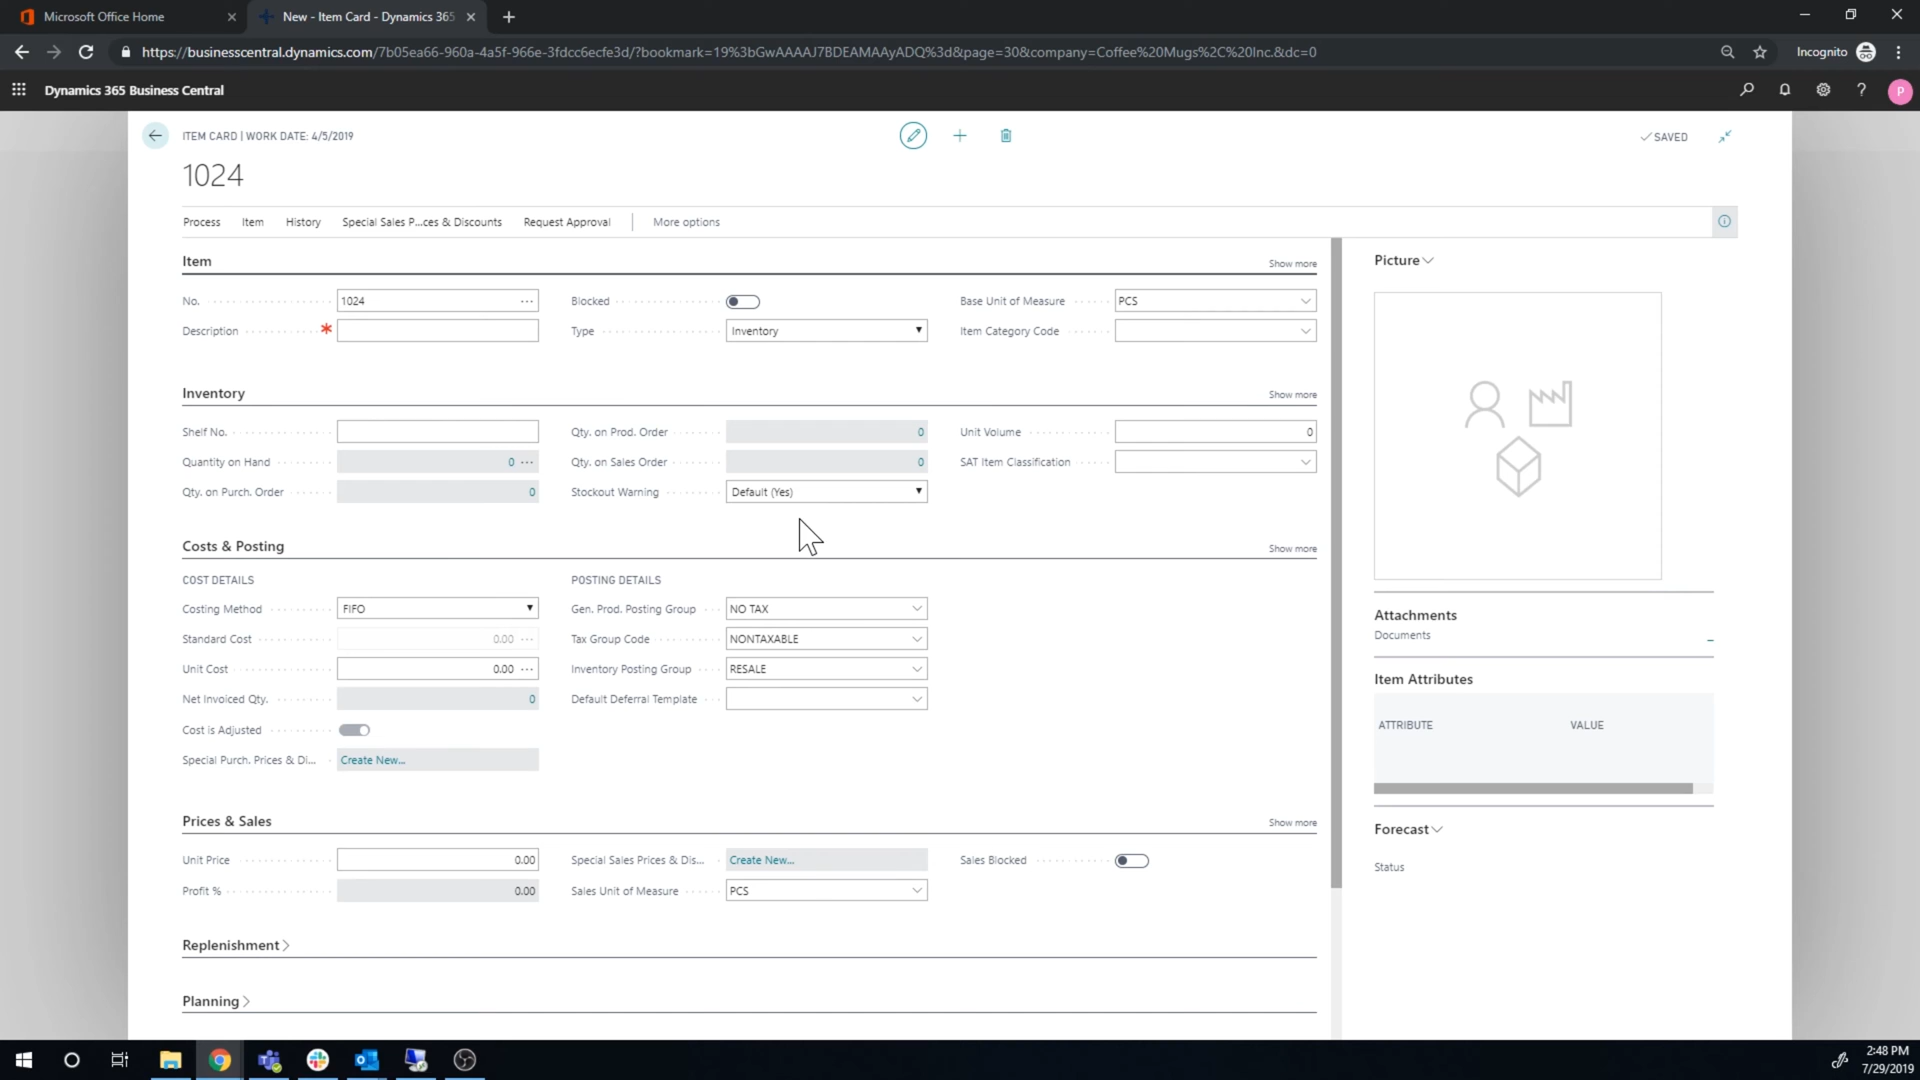 Microsoft Office Home
New - Item Card - Dynamics 365
https://businesscentral.dynamics.com/7b05ea66-960a-4a5f-966e-3fdcc6ecfe3d/?bookmark=19%3bGwAAAAJ7BDEAMAAyADQ%3d&page=30&company=Coffee%20Mugs%2C%20Inc.&dc=0
Incognito
Dynamics 365 Business Central
P
ITEM CARD | WORK DATE: 4/5/2019
SAVED
1024
Process Item History Special Sales P...ces & Discounts Request Approval More options
Item Show more
No. 1024 Blocked Base Unit of Measure PCS
Description * Type Inventory Item Category Code
Inventory Show more
Shelf No. Qty. on Prod. Order 0 Unit Volume 0
Quantity on Hand 0 ... Qty. on Sales Order 0 SAT Item Classification
Qty. on Purch. Order 0 Stockout Warning Default (Yes)
Costs & Posting Show more
COST DETAILS POSTING DETAILS
Costing Method FIFO Gen. Prod. Posting Group NO TAX
Standard Cost 0.00 ... Tax Group Code NONTAXABLE
Unit Cost 0.00 ... Inventory Posting Group RESALE
Net Invoiced Qty. 0 Default Deferral Template
Cost is Adjusted
Special Purch. Prices & Di... Create New...
Prices & Sales Show more
Unit Price 0.00 Special Sales Prices & Dis... Create New... Sales Blocked
Profit % 0.00 Sales Unit of Measure PCS
Replenishment
Planning
Picture
Attachments
Documents
Item Attributes
ATTRIBUTE VALUE
Forecast
Status
2:48 PM
7/29/2019